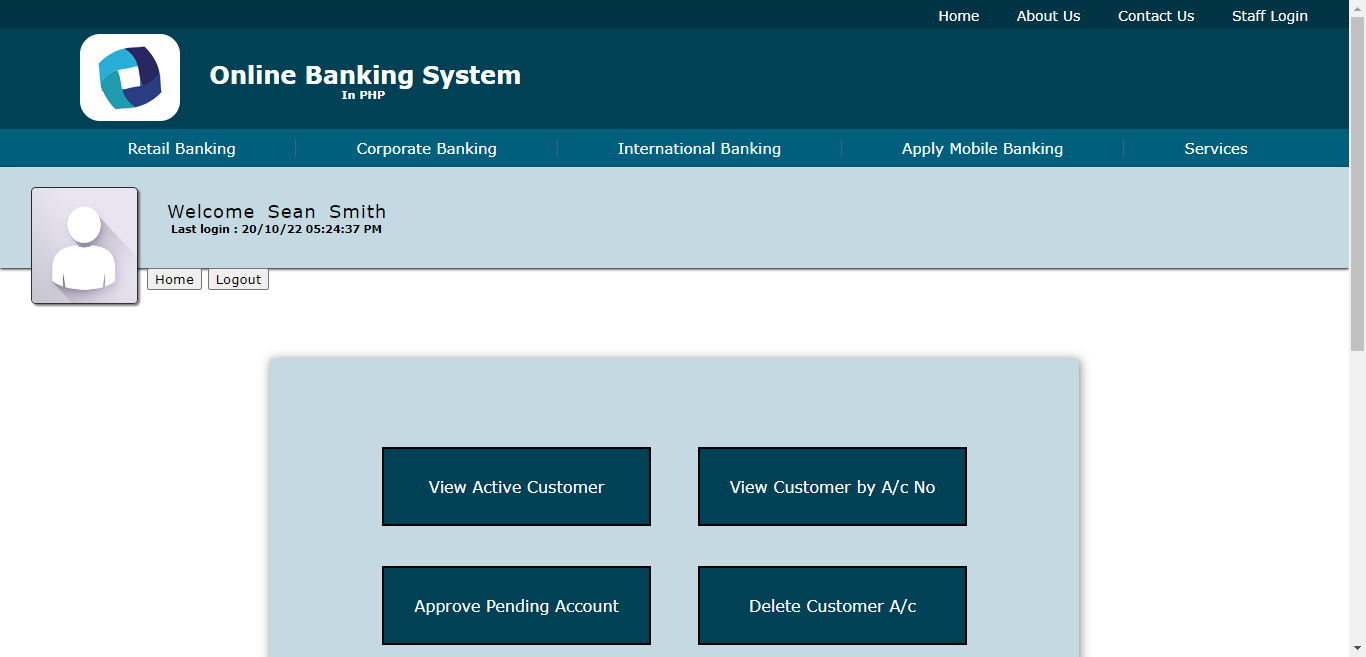 Home About Us Contact Us Staff Login
Online Banking System
In PHP
Retail Banking Corporate Banking International Banking Apply Mobile Banking Services
Welcome Sean Smith
Last login : 20/10/22 05:24:37 PM
Home Logout
View Active Customer View Customer by A/c No
Approve Pending Account Delete Customer A/c